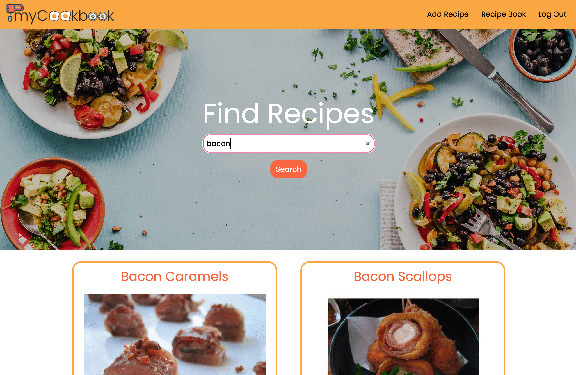 myCookbook
Add Recipe
Recipe Book
Log Out
Find Recipes
bacon
×
Search
Bacon Caramels
Bacon Scallops